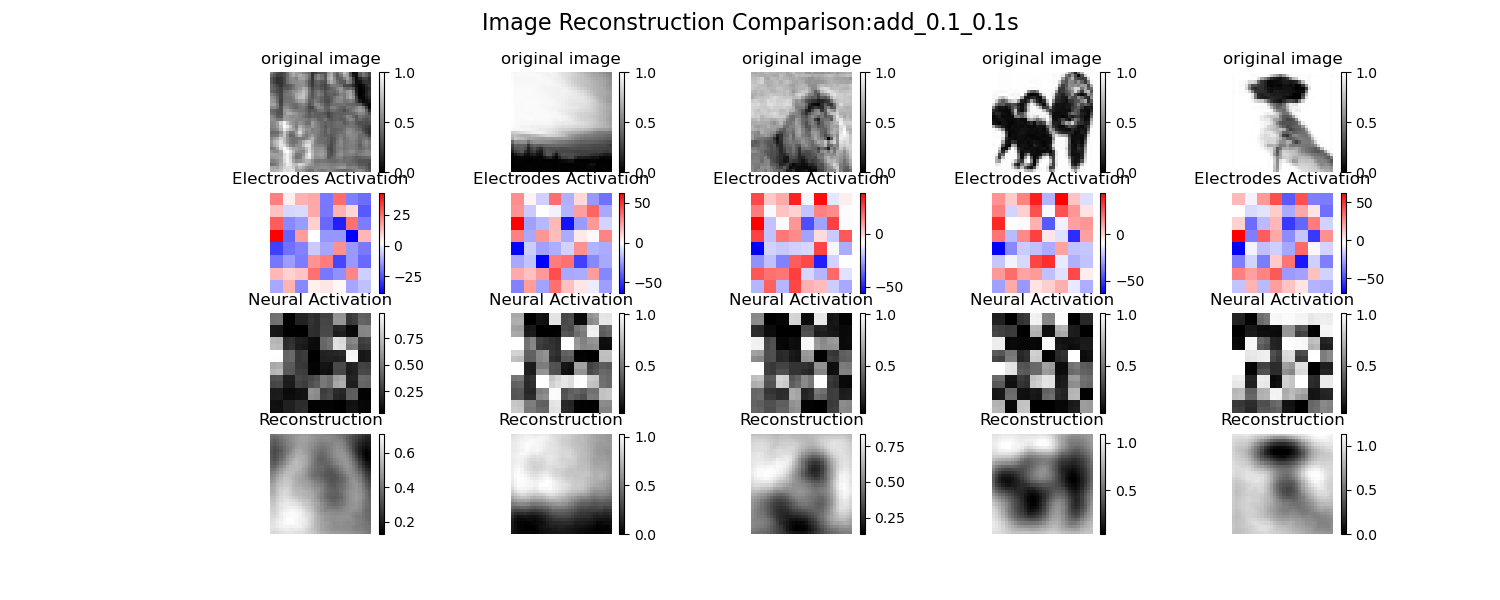 Image Reconstruction Comparison:add_0.1_0.1s
original image original image original image original image original image
1.0 1.0 1.0 1.0 1.0
0.5 0.5 0.5 0.5 0.5
0.0 0.0 0.0 0.0 0.0
Electrodes Activation Electrodes Activation Electrodes Activation Electrodes Activation Electrodes Activation
25 50 0 0 50
0 0 −50 −50 0
−25 −50 −50
Neural Activation Neural Activation Neural Activation Neural Activation Neural Activation
0.75 1.0 1.0 1.0 1.0
0.50 0.5 0.5 0.5 0.5
0.25
Reconstruction Reconstruction Reconstruction Reconstruction Reconstruction
0.6 1.0 0.75 1.0 1.0
0.4 0.5 0.50 0.5 0.5
0.2 0.0 0.25 0.0